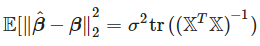 𝔼[‖β̂ − β‖₂²] = σ²tr ((𝕏ᵀ𝕏)⁻¹)